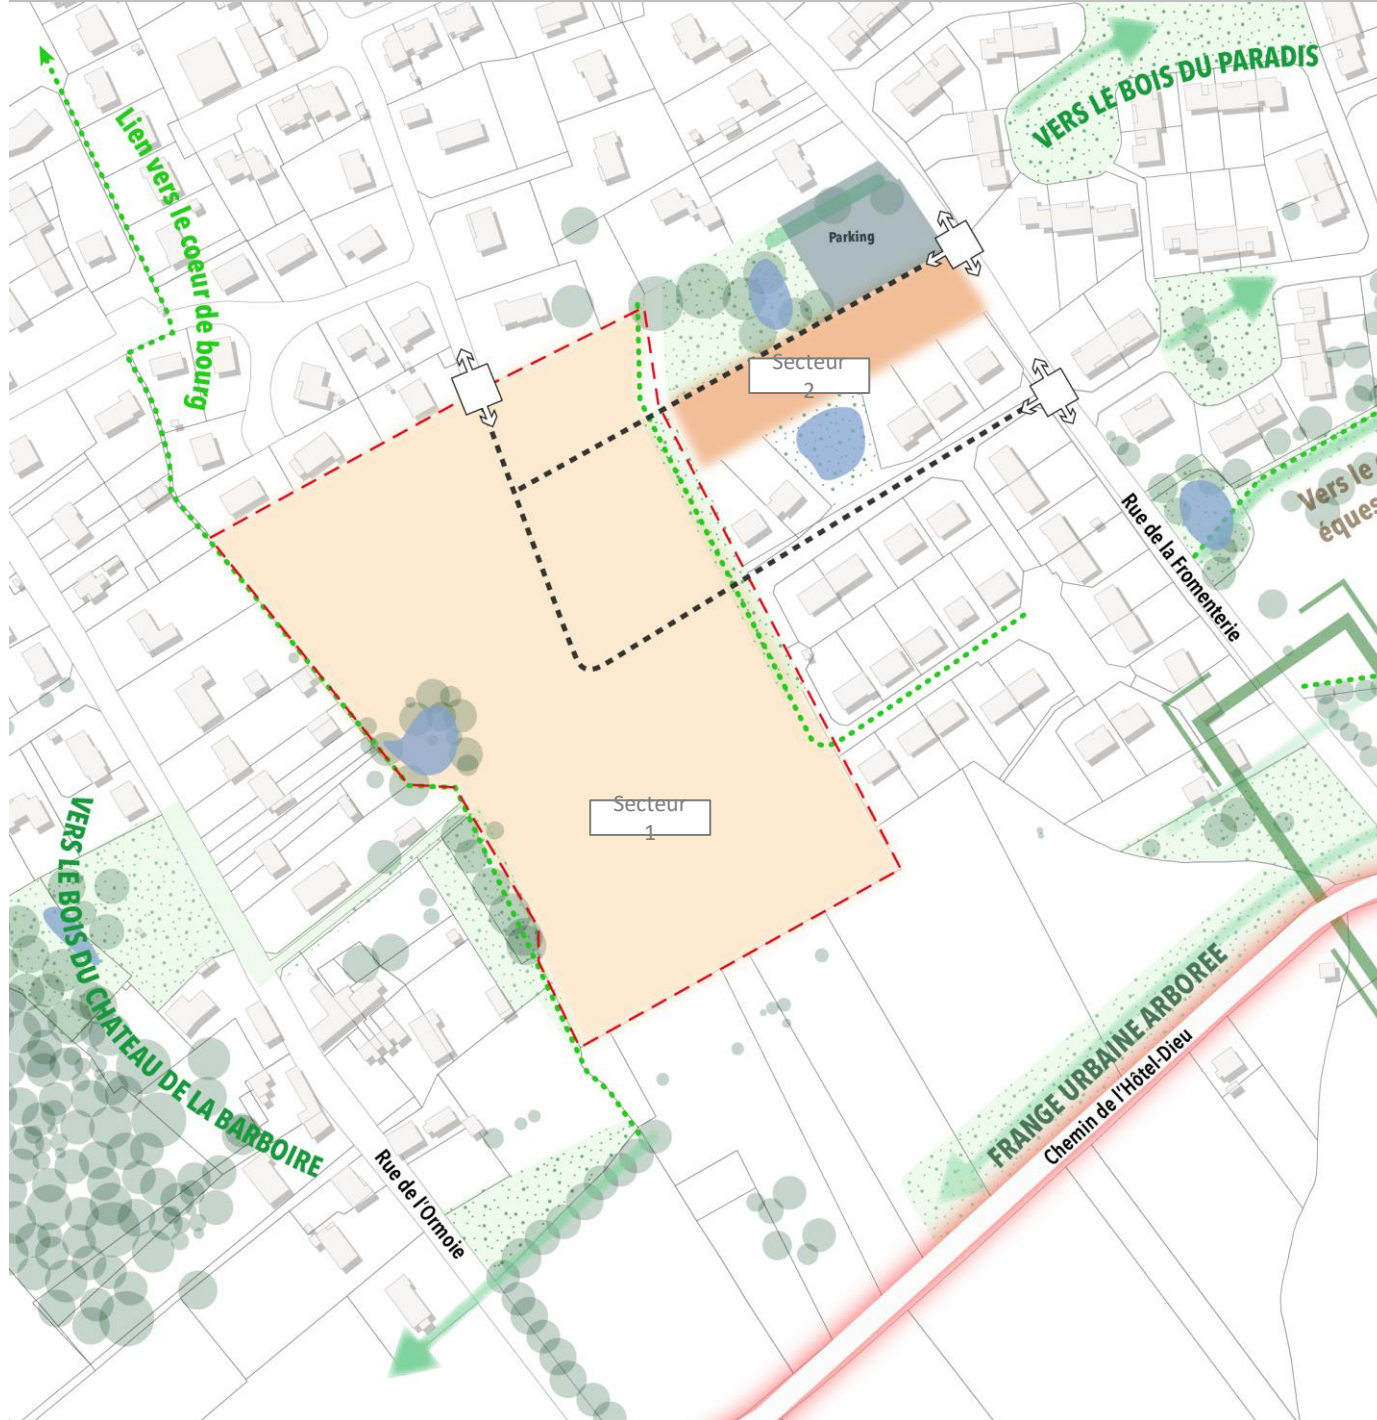 VERS LE BOIS DU PARADIS
Lien vers le coeur de bourg
Parking
Secteur
2
Vers le
Rue de la Fromenterie
Secteur
1
VERS LE BOIS DU CHATEAU DE LA BARBOIRE
FRANGE URBAINE ARBOREE
Chemin de l'Hôtel-Dieu
Rue de l'Ormoie